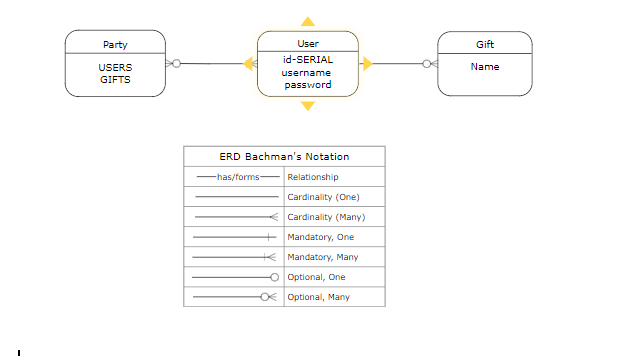 Party
USERS
GIFTS
User
id-SERIAL
username
password
Gift
Name
ERD Bachman's Notation
has/forms Relationship
Cardinality (One)
Cardinality (Many)
Mandatory, One
Mandatory, Many
Optional, One
Optional, Many